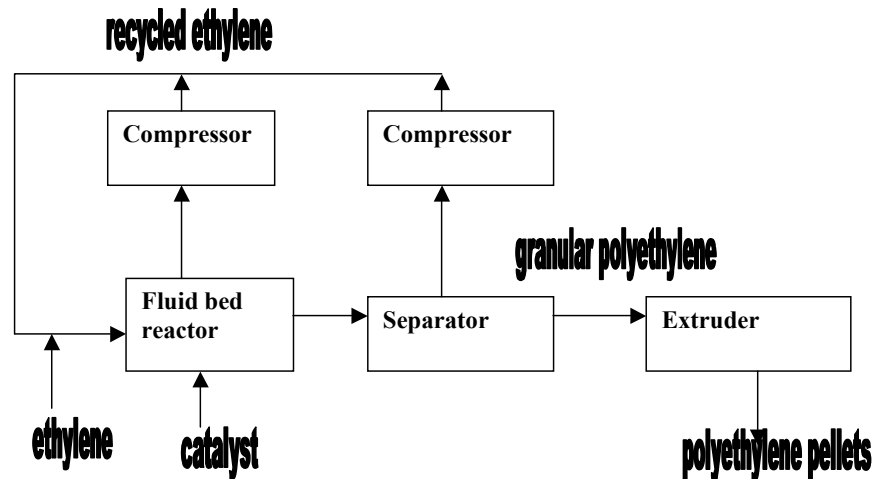 recycled ethylene
Compressor
Compressor
granular polyethylene
Fluid bed
reactor
Separator
Extruder
ethylene
catalyst
polyethylene pellets